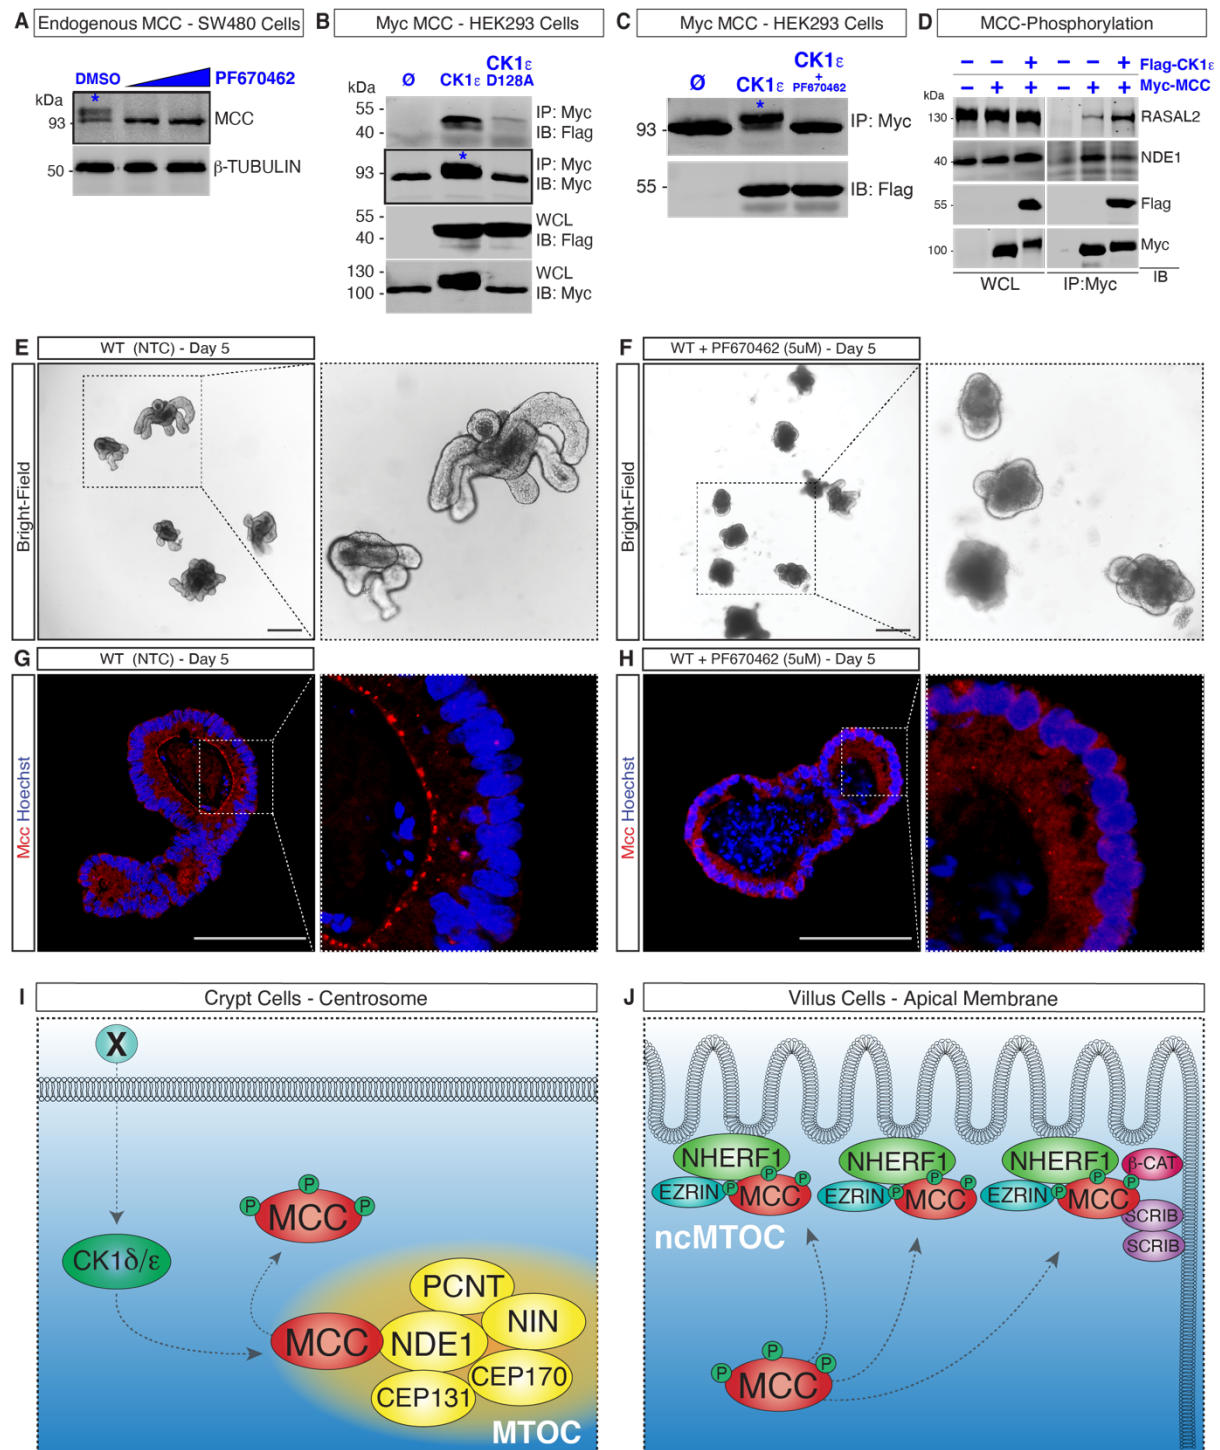 A Endogenous MCC - SW480 Cells
DMSO PF670462
*
kDa
93 MCC
50 β-TUBULIN
B Myc MCC - HEK293 Cells
Ø CK1ε CK1ε D128A
kDa
55
40
IP: Myc
IB: Flag
*
93
IP: Myc
IB: Myc
55
40
WCL
IB: Flag
130
100
WCL
IB: Myc
C Myc MCC - HEK293 Cells
Ø CK1ε CK1ε + PF670462
kDa
*
93 IP: Myc
55 IB: Flag
D MCC-Phosphorylation
– – + – – + Flag-CK1ε
– + + – + + Myc-MCC
kDa
130 RASAL2
40 NDE1
55 Flag
100 Myc
WCL IP:Myc IB
E WT (NTC) - Day 5
Bright-Field
F WT + PF670462 (5uM) - Day 5
Bright-Field
G WT (NTC) - Day 5
Mcc Hoechst
H WT + PF670462 (5uM) - Day 5
Mcc Hoechst
I Crypt Cells - Centrosome
X
P P P
MCC
CK1δ/ε
PCNT
NIN
MCC NDE1
CEP170
CEP131
MTOC
J Villus Cells - Apical Membrane
NHERF1 NHERF1 NHERF1 β-CAT
P P P P P P P P P
EZRIN MCC EZRIN MCC EZRIN MCC
SCRIB
ncMTOC
SCRIB
P P P
MCC